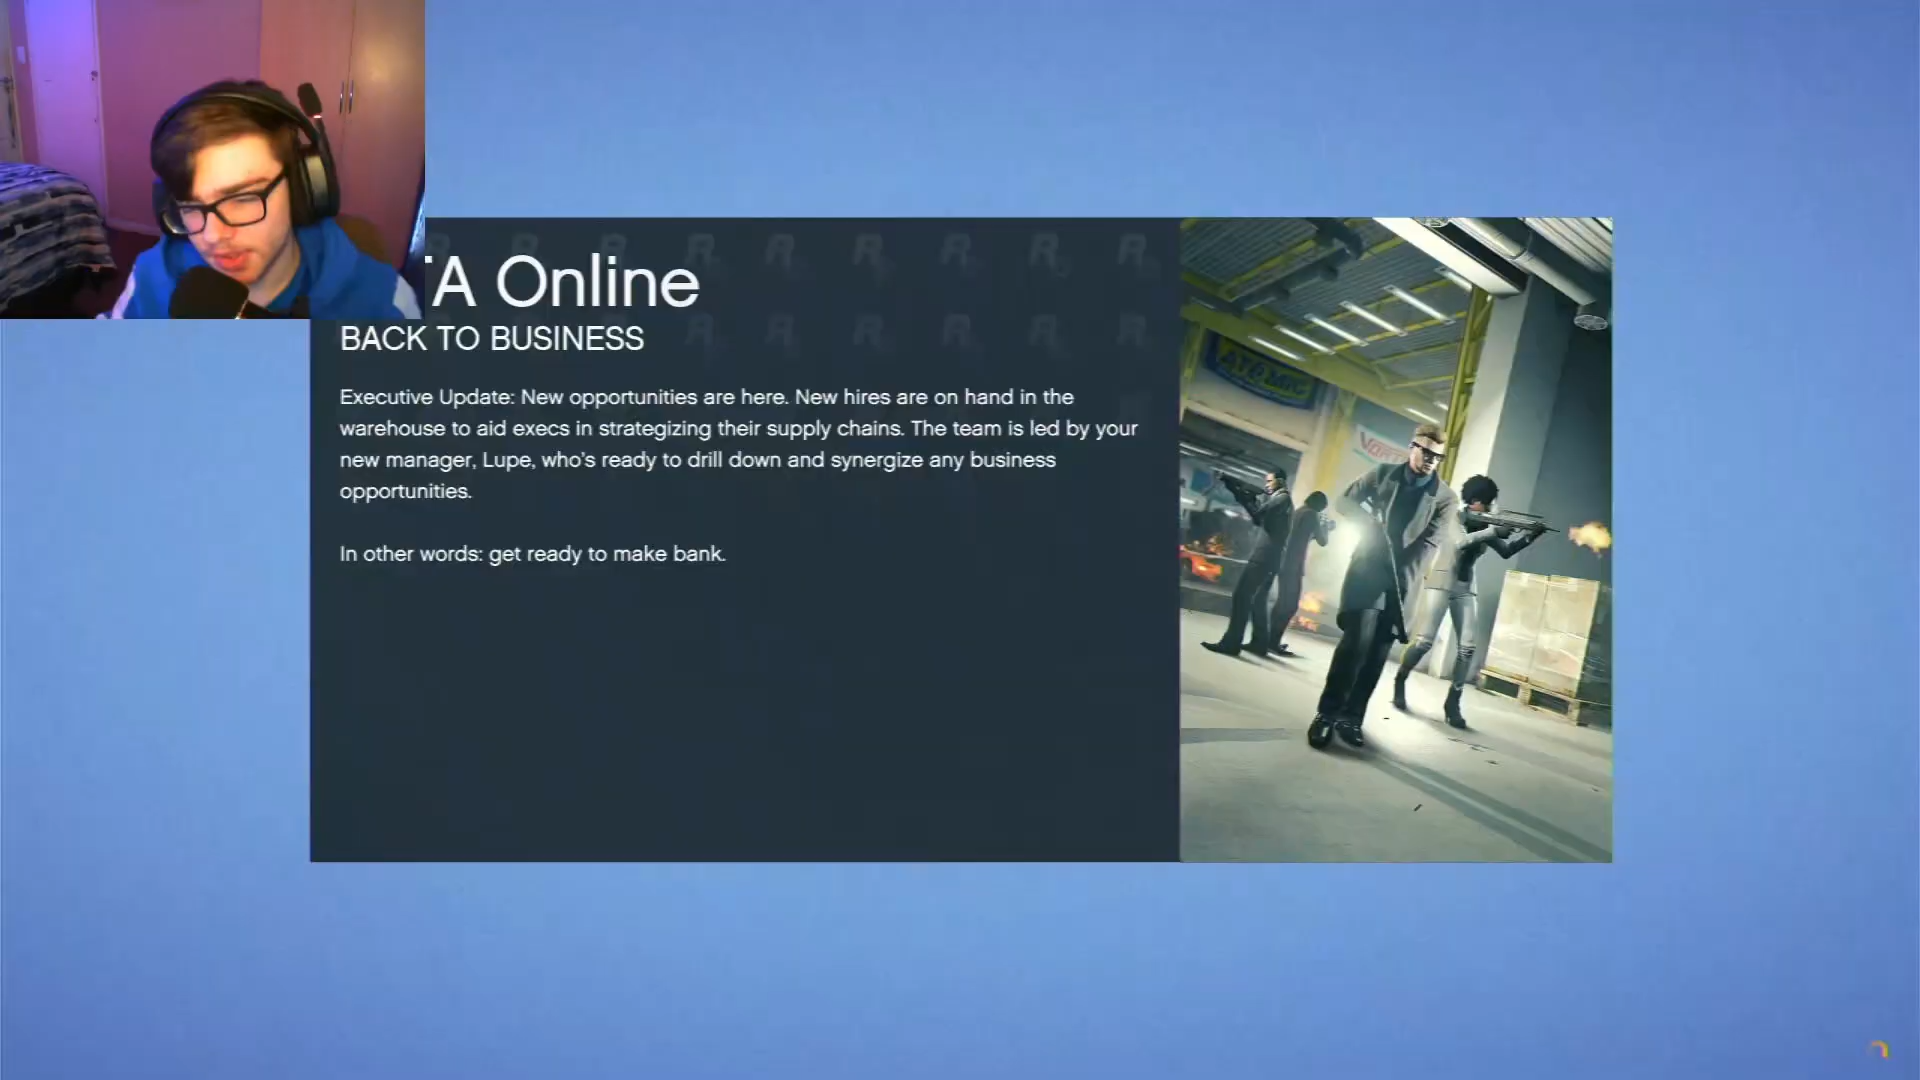 TA Online
BACK TO BUSINESS
Executive Update: New opportunities are here. New hires are on hand in the
warehouse to aid execs in strategizing their supply chains. The team is led by your
new manager, Lupe, who's ready to drill down and synergize any business
opportunities.
In other words: get ready to make bank.